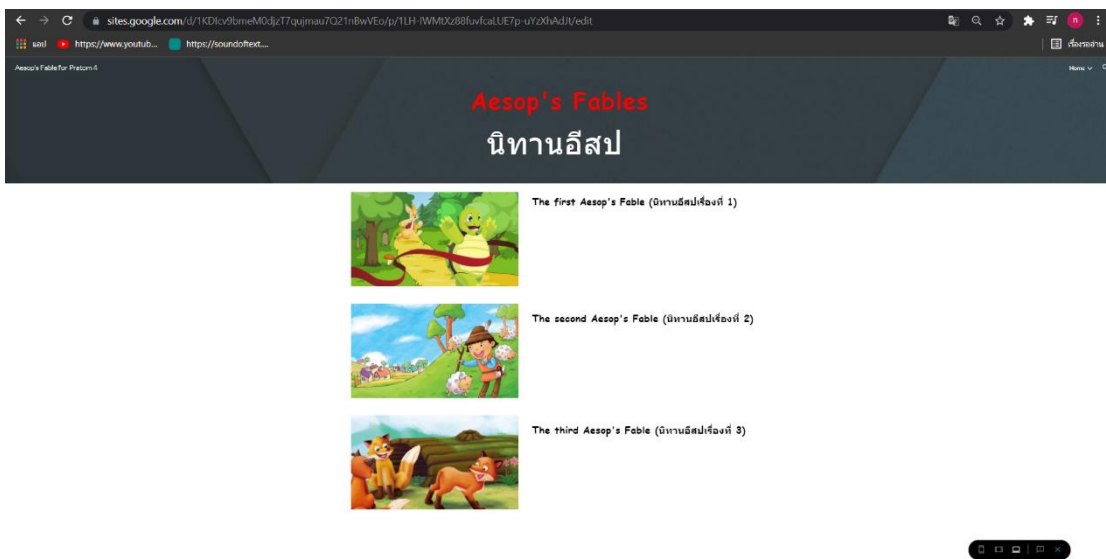 sites.google.com/d/1KDIcv9bmeM0djzT7qujmau7Q21nBwVEo/p/1LH-IWMtXz88fuvfcaLUE7p-uYzXhAdJt/edit
แอป https://www.youtub... https://soundoftext.... เรื่องรออ่าน
Aesop's Fable for Pratom 4 Home
Aesop's Fables
นิทานอีสป
The first Aesop's Fable (นิทานอีสปเรื่องที่ 1)
The second Aesop's Fable (นิทานอีสปเรื่องที่ 2)
The third Aesop's Fable (นิทานอีสปเรื่องที่ 3)